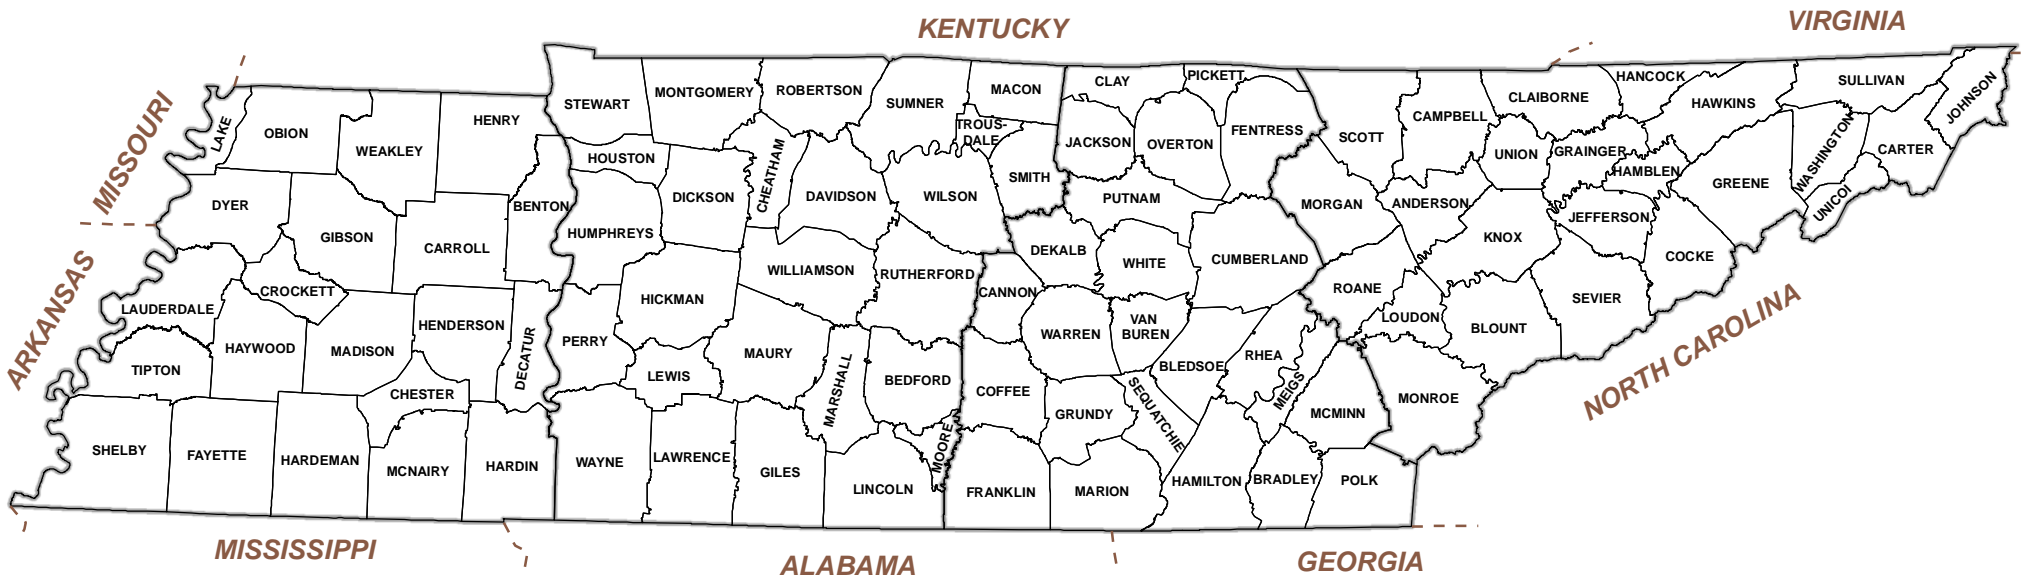 KENTUCKY
VIRGINIA
MISSOURI
ARKANSAS
NORTH CAROLINA
MISSISSIPPI
ALABAMA
GEORGIA
LAKE
OBION
WEAKLEY
HENRY
STEWART
MONTGOMERY
ROBERTSON
SUMNER
MACON
TROUS-
DALE
CLAY
PICKETT
JACKSON
OVERTON
FENTRESS
SCOTT
CAMPBELL
CLAIBORNE
HANCOCK
HAWKINS
SULLIVAN
JOHNSON
UNION
GRAINGER
HAMBLEN
GREENE
WASHINGTON
CARTER
UNICOI
DYER
GIBSON
CARROLL
BENTON
HOUSTON
HUMPHREYS
DICKSON
CHEATHAM
DAVIDSON
WILSON
SMITH
PUTNAM
MORGAN
ANDERSON
KNOX
JEFFERSON
COCKE
DEKALB
WHITE
CUMBERLAND
LAUDERDALE
CROCKETT
HICKMAN
WILLIAMSON
RUTHERFORD
CANNON
ROANE
LOUDON
BLOUNT
SEVIER
TIPTON
HAYWOOD
MADISON
HENDERSON
DECATUR
PERRY
LEWIS
MAURY
MARSHALL
BEDFORD
WARREN
VAN
BUREN
BLEDSOE
RHEA
MEIGS
MCMINN
MONROE
CHESTER
COFFEE
GRUNDY
SEQUATCHIE
SHELBY
FAYETTE
HARDEMAN
MCNAIRY
HARDIN
WAYNE
LAWRENCE
GILES
LINCOLN
MOORE
FRANKLIN
MARION
HAMILTON
BRADLEY
POLK